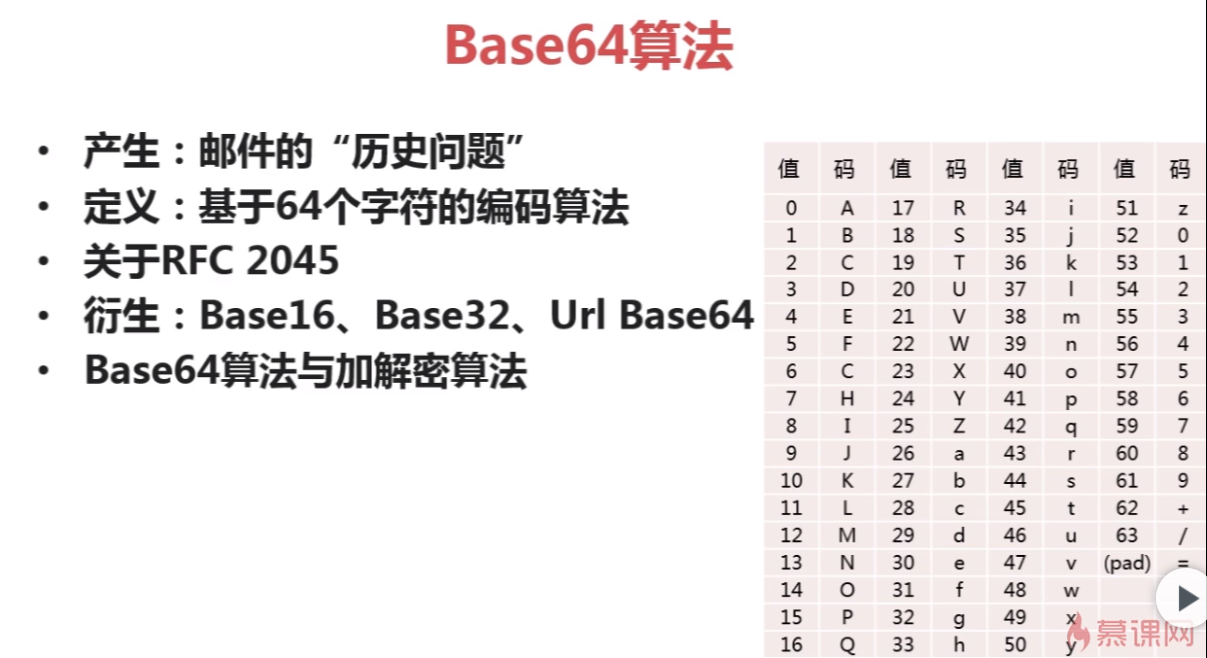 Base64算法
• 产生：邮件的“历史问题”
• 定义：基于64个字符的编码算法
• 关于RFC 2045
• 衍生：Base16、Base32、Url Base64
• Base64算法与加解密算法
值 码 值 码 值 码 值 码
0 A 17 R 34 i 51 z
1 B 18 S 35 j 52 0
2 C 19 T 36 k 53 1
3 D 20 U 37 l 54 2
4 E 21 V 38 m 55 3
5 F 22 W 39 n 56 4
6 C 23 X 40 o 57 5
7 H 24 Y 41 p 58 6
8 I 25 Z 42 q 59 7
9 J 26 a 43 r 60 8
10 K 27 b 44 s 61 9
11 L 28 c 45 t 62 +
12 M 29 d 46 u 63 /
13 N 30 e 47 v (pad) =
14 O 31 f 48 w
15 P 32 g 49 x
16 Q 33 h 50 y
慕课网